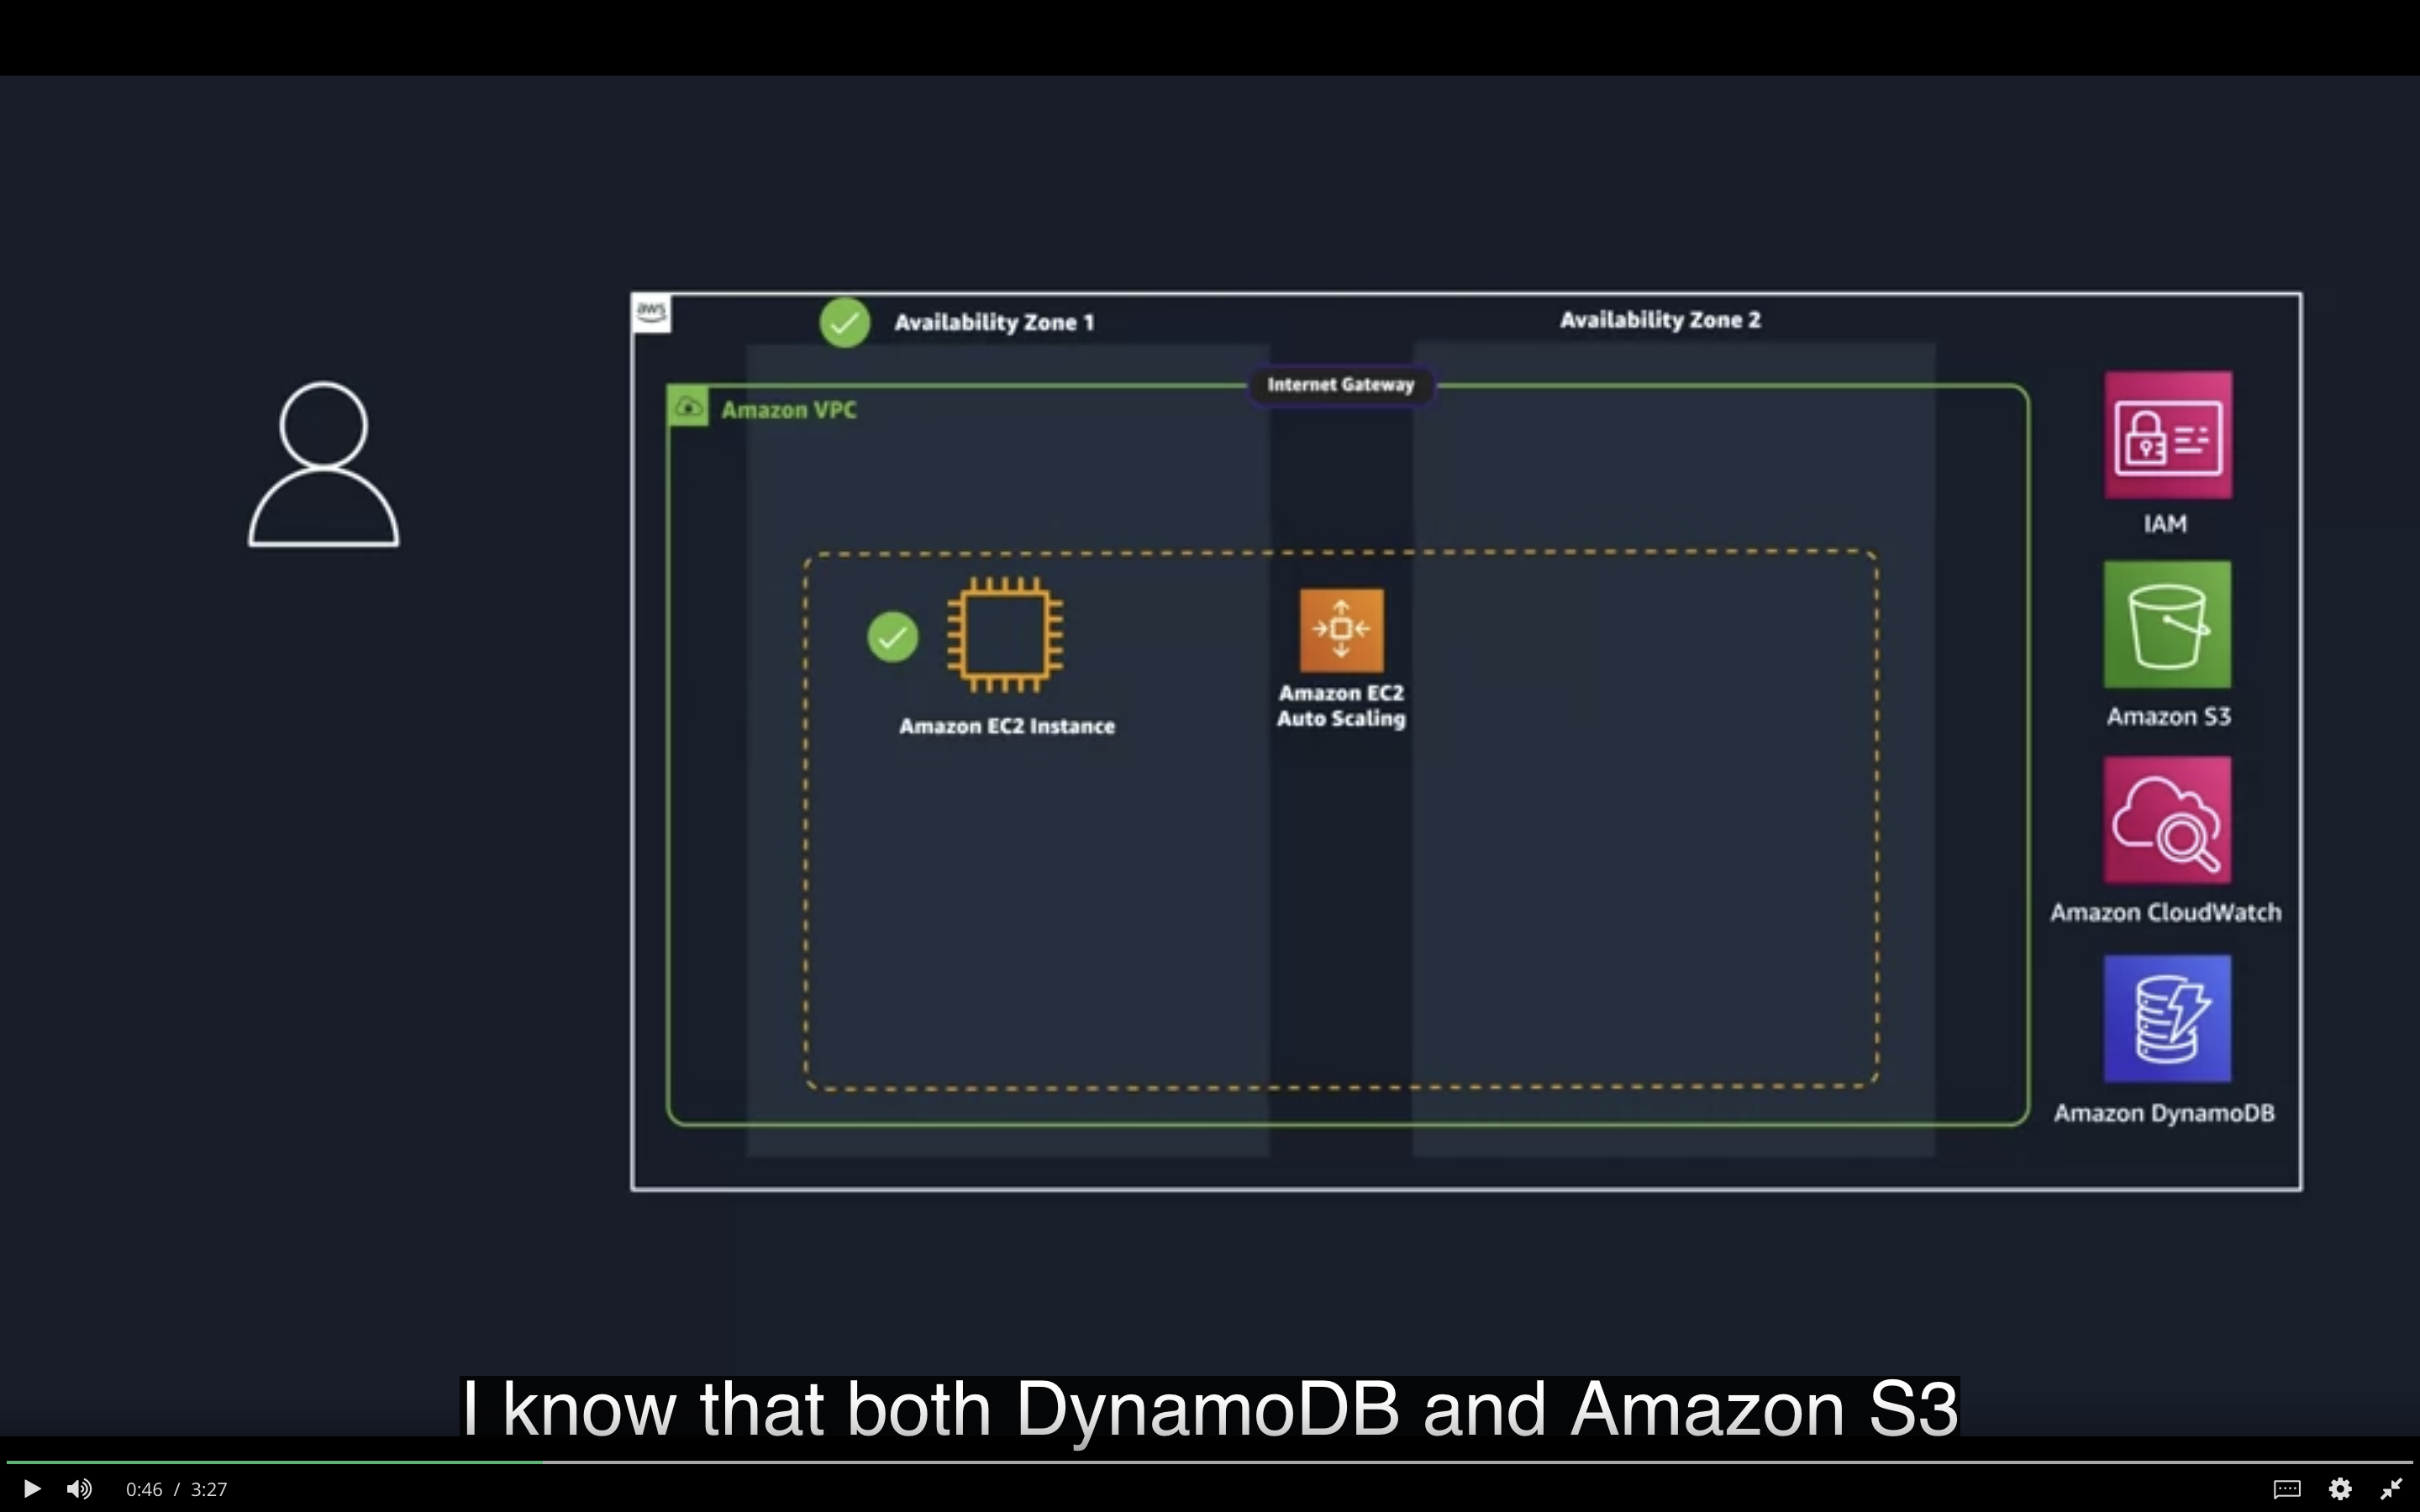 aws
Availability Zone 1
Availability Zone 2
Internet Gateway
Amazon VPC
IAM
Amazon EC2 Instance
Amazon EC2
Auto Scaling
Amazon S3
Amazon CloudWatch
Amazon DynamoDB
I know that both DynamoDB and Amazon S3
0:46 / 3:27